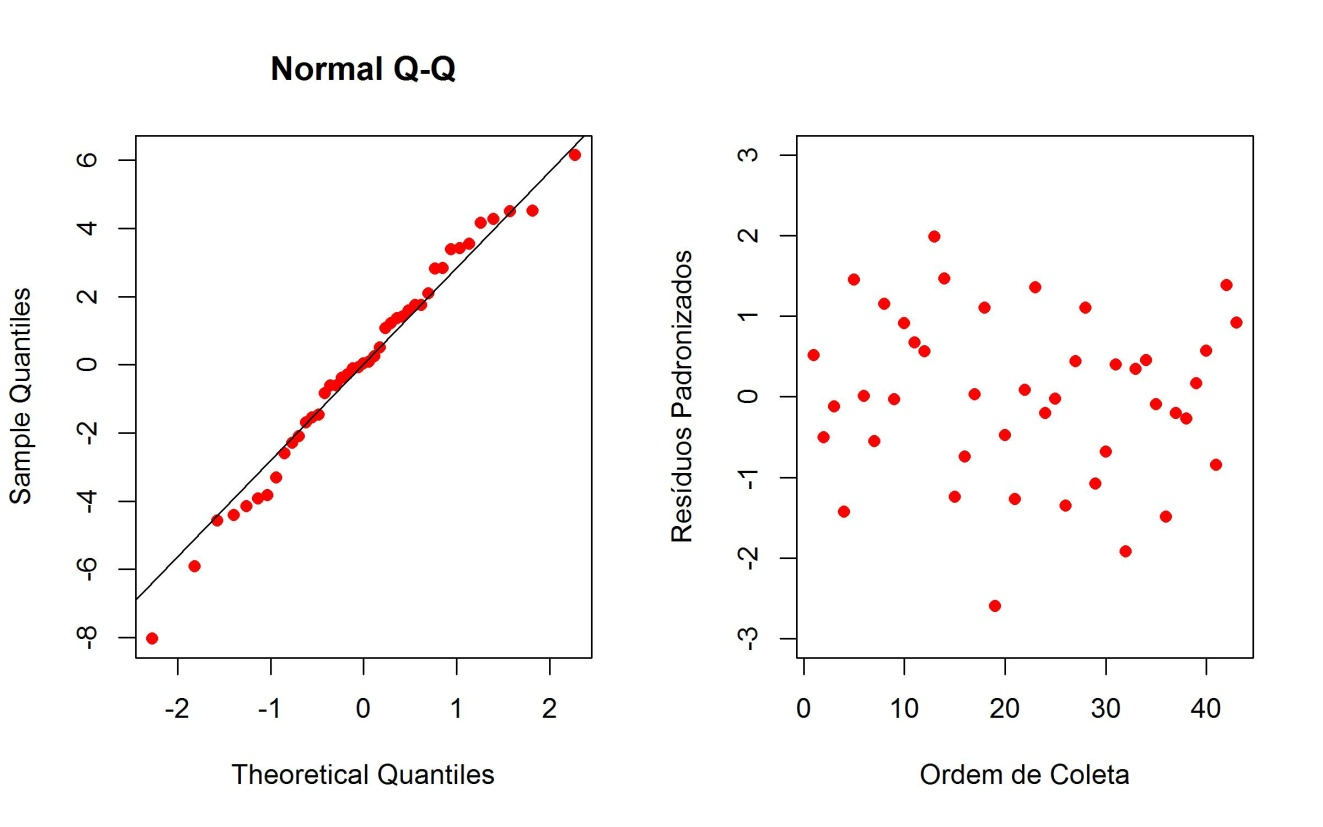 Normal Q-Q
Sample Quantiles
6
4
2
0
-2
-4
-6
-8
-2 -1 0 1 2
Theoretical Quantiles
Resíduos Padronizados
3
2
1
0
-1
-2
-3
0 10 20 30 40
Ordem de Coleta